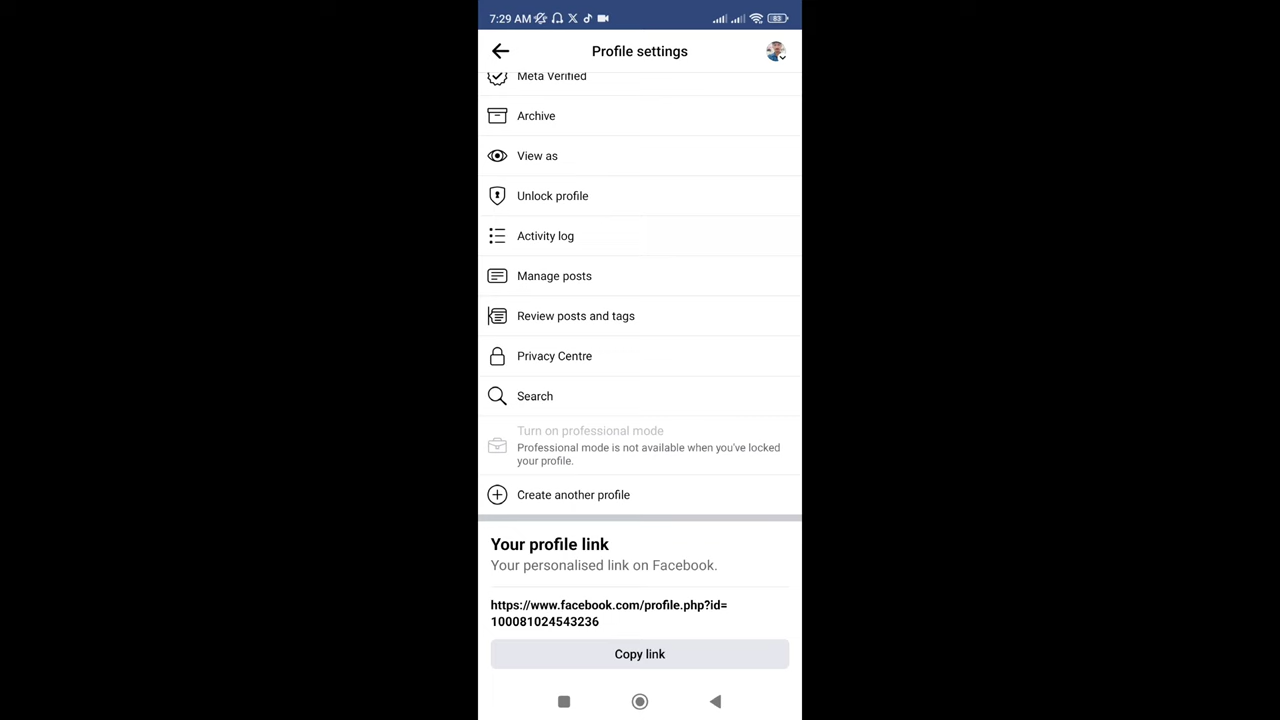 7:29 AM
83
Profile settings
Meta Verified
Archive
View as
Unlock profile
Activity log
Manage posts
Review posts and tags
Privacy Centre
Search
Turn on professional mode
Professional mode is not available when you've locked
your profile.
Create another profile
Your profile link
Your personalised link on Facebook.
https://www.facebook.com/profile.php?id=
100081024543236
Copy link